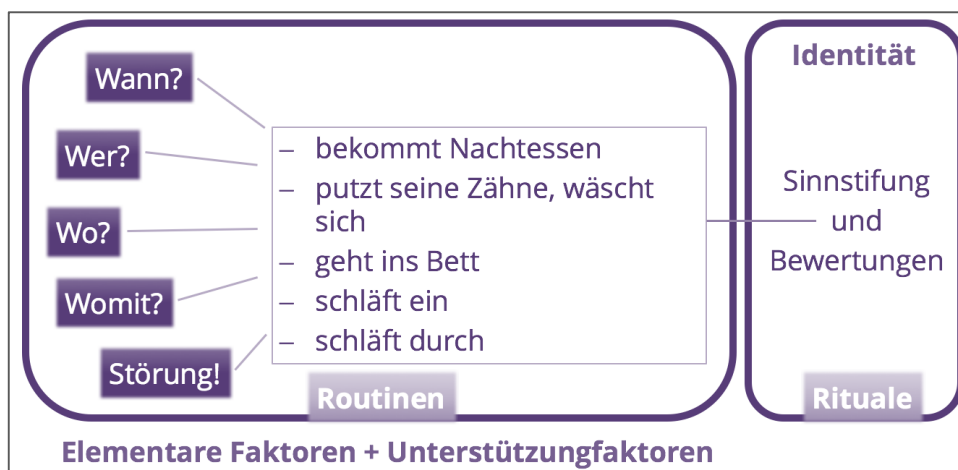 Wann?
Wer?
Wo?
Womit?
Störung!
– bekommt Nachtessen
– putzt seine Zähne, wäscht
sich
– geht ins Bett
– schläft ein
– schläft durch
Routinen
Identität
Sinnstifung
und
Bewertungen
Rituale
Elementare Faktoren + Unterstützungfaktoren